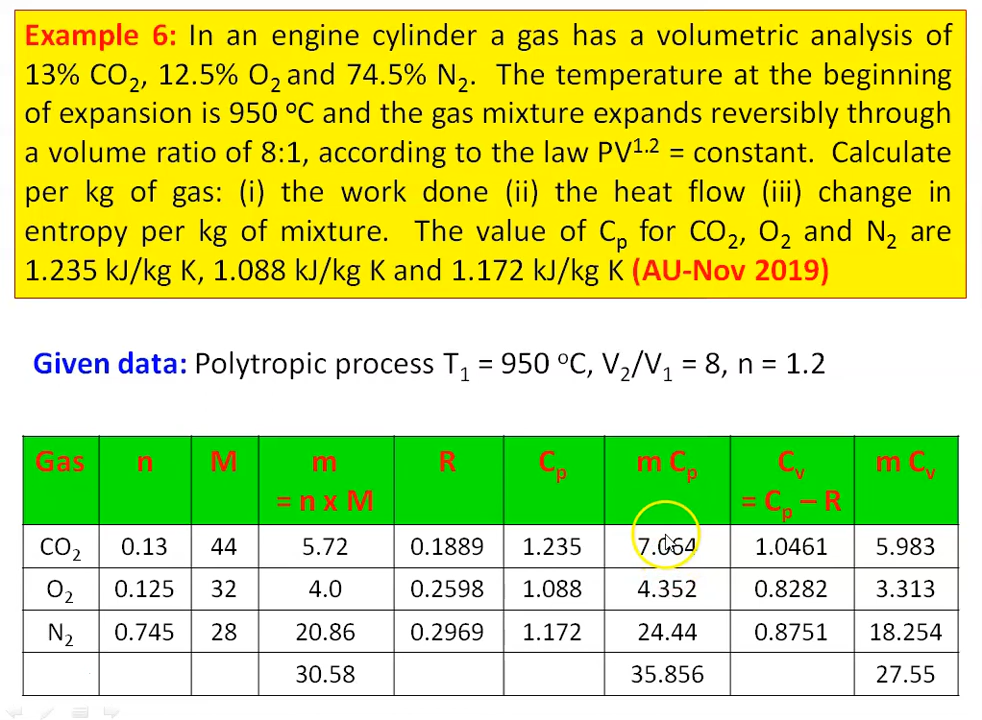 Example 6: In an engine cylinder a gas has a volumetric analysis of
13% CO₂, 12.5% O₂ and 74.5% N₂. The temperature at the beginning
of expansion is 950 ᵒC and the gas mixture expands reversibly through
a volume ratio of 8:1, according to the law PV¹·² = constant. Calculate
per kg of gas: (i) the work done (ii) the heat flow (iii) change in
entropy per kg of mixture. The value of Cₚ for CO₂, O₂ and N₂ are
1.235 kJ/kg K, 1.088 kJ/kg K and 1.172 kJ/kg K (AU-Nov 2019)
Given data: Polytropic process T₁ = 950 ᵒC, V₂/V₁ = 8, n = 1.2
Gas n M m R Cₚ m Cₚ Cᵥ m Cᵥ
= n x M = Cₚ – R
CO₂ 0.13 44 5.72 0.1889 1.235 7.064 1.0461 5.983
O₂ 0.125 32 4.0 0.2598 1.088 4.352 0.8282 3.313
N₂ 0.745 28 20.86 0.2969 1.172 24.44 0.8751 18.254
30.58 35.856 27.55